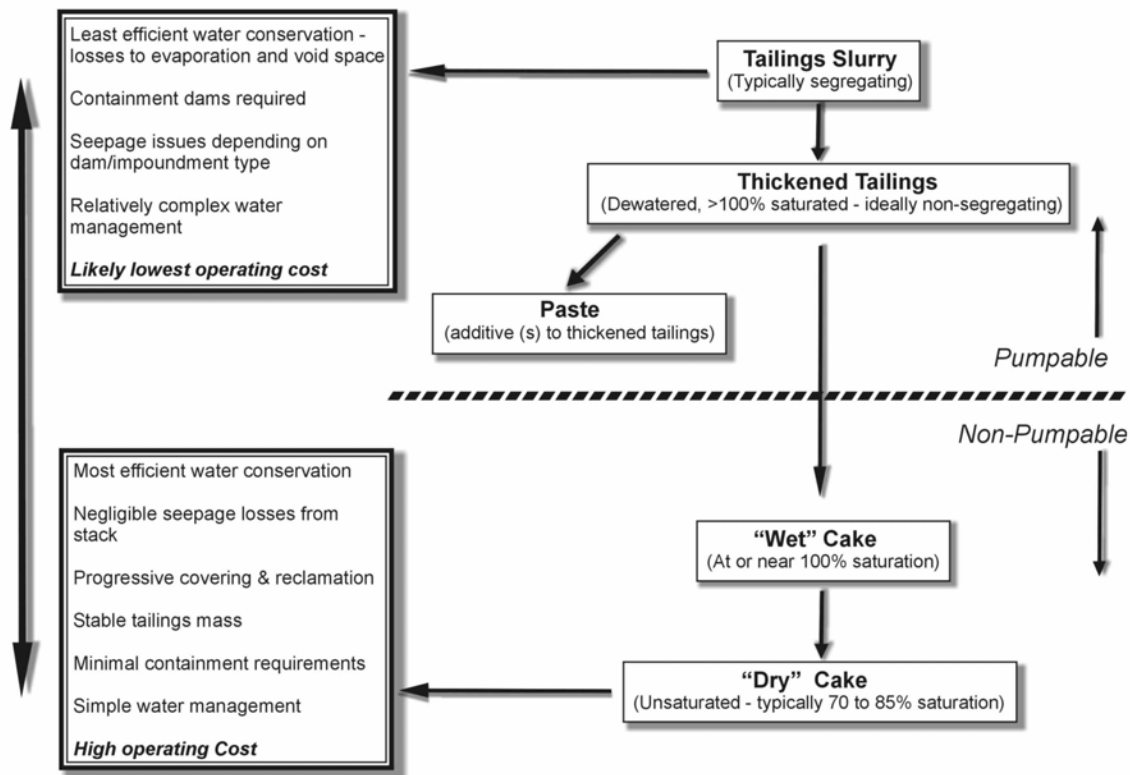 Least efficient water conservation -
losses to evaporation and void space
Containment dams required
Seepage issues depending on
dam/impoundment type
Relatively complex water
management
Likely lowest operating cost
Tailings Slurry
(Typically segregating)
Thickened Tailings
(Dewatered, >100% saturated - ideally non-segregating)
Paste
(additive (s) to thickened tailings)
Pumpable
Non-Pumpable
Most efficient water conservation
Negligible seepage losses from
stack
Progressive covering & reclamation
Stable tailings mass
Minimal containment requirements
Simple water management
High operating Cost
“Wet” Cake
(At or near 100% saturation)
“Dry” Cake
(Unsaturated - typically 70 to 85% saturation)